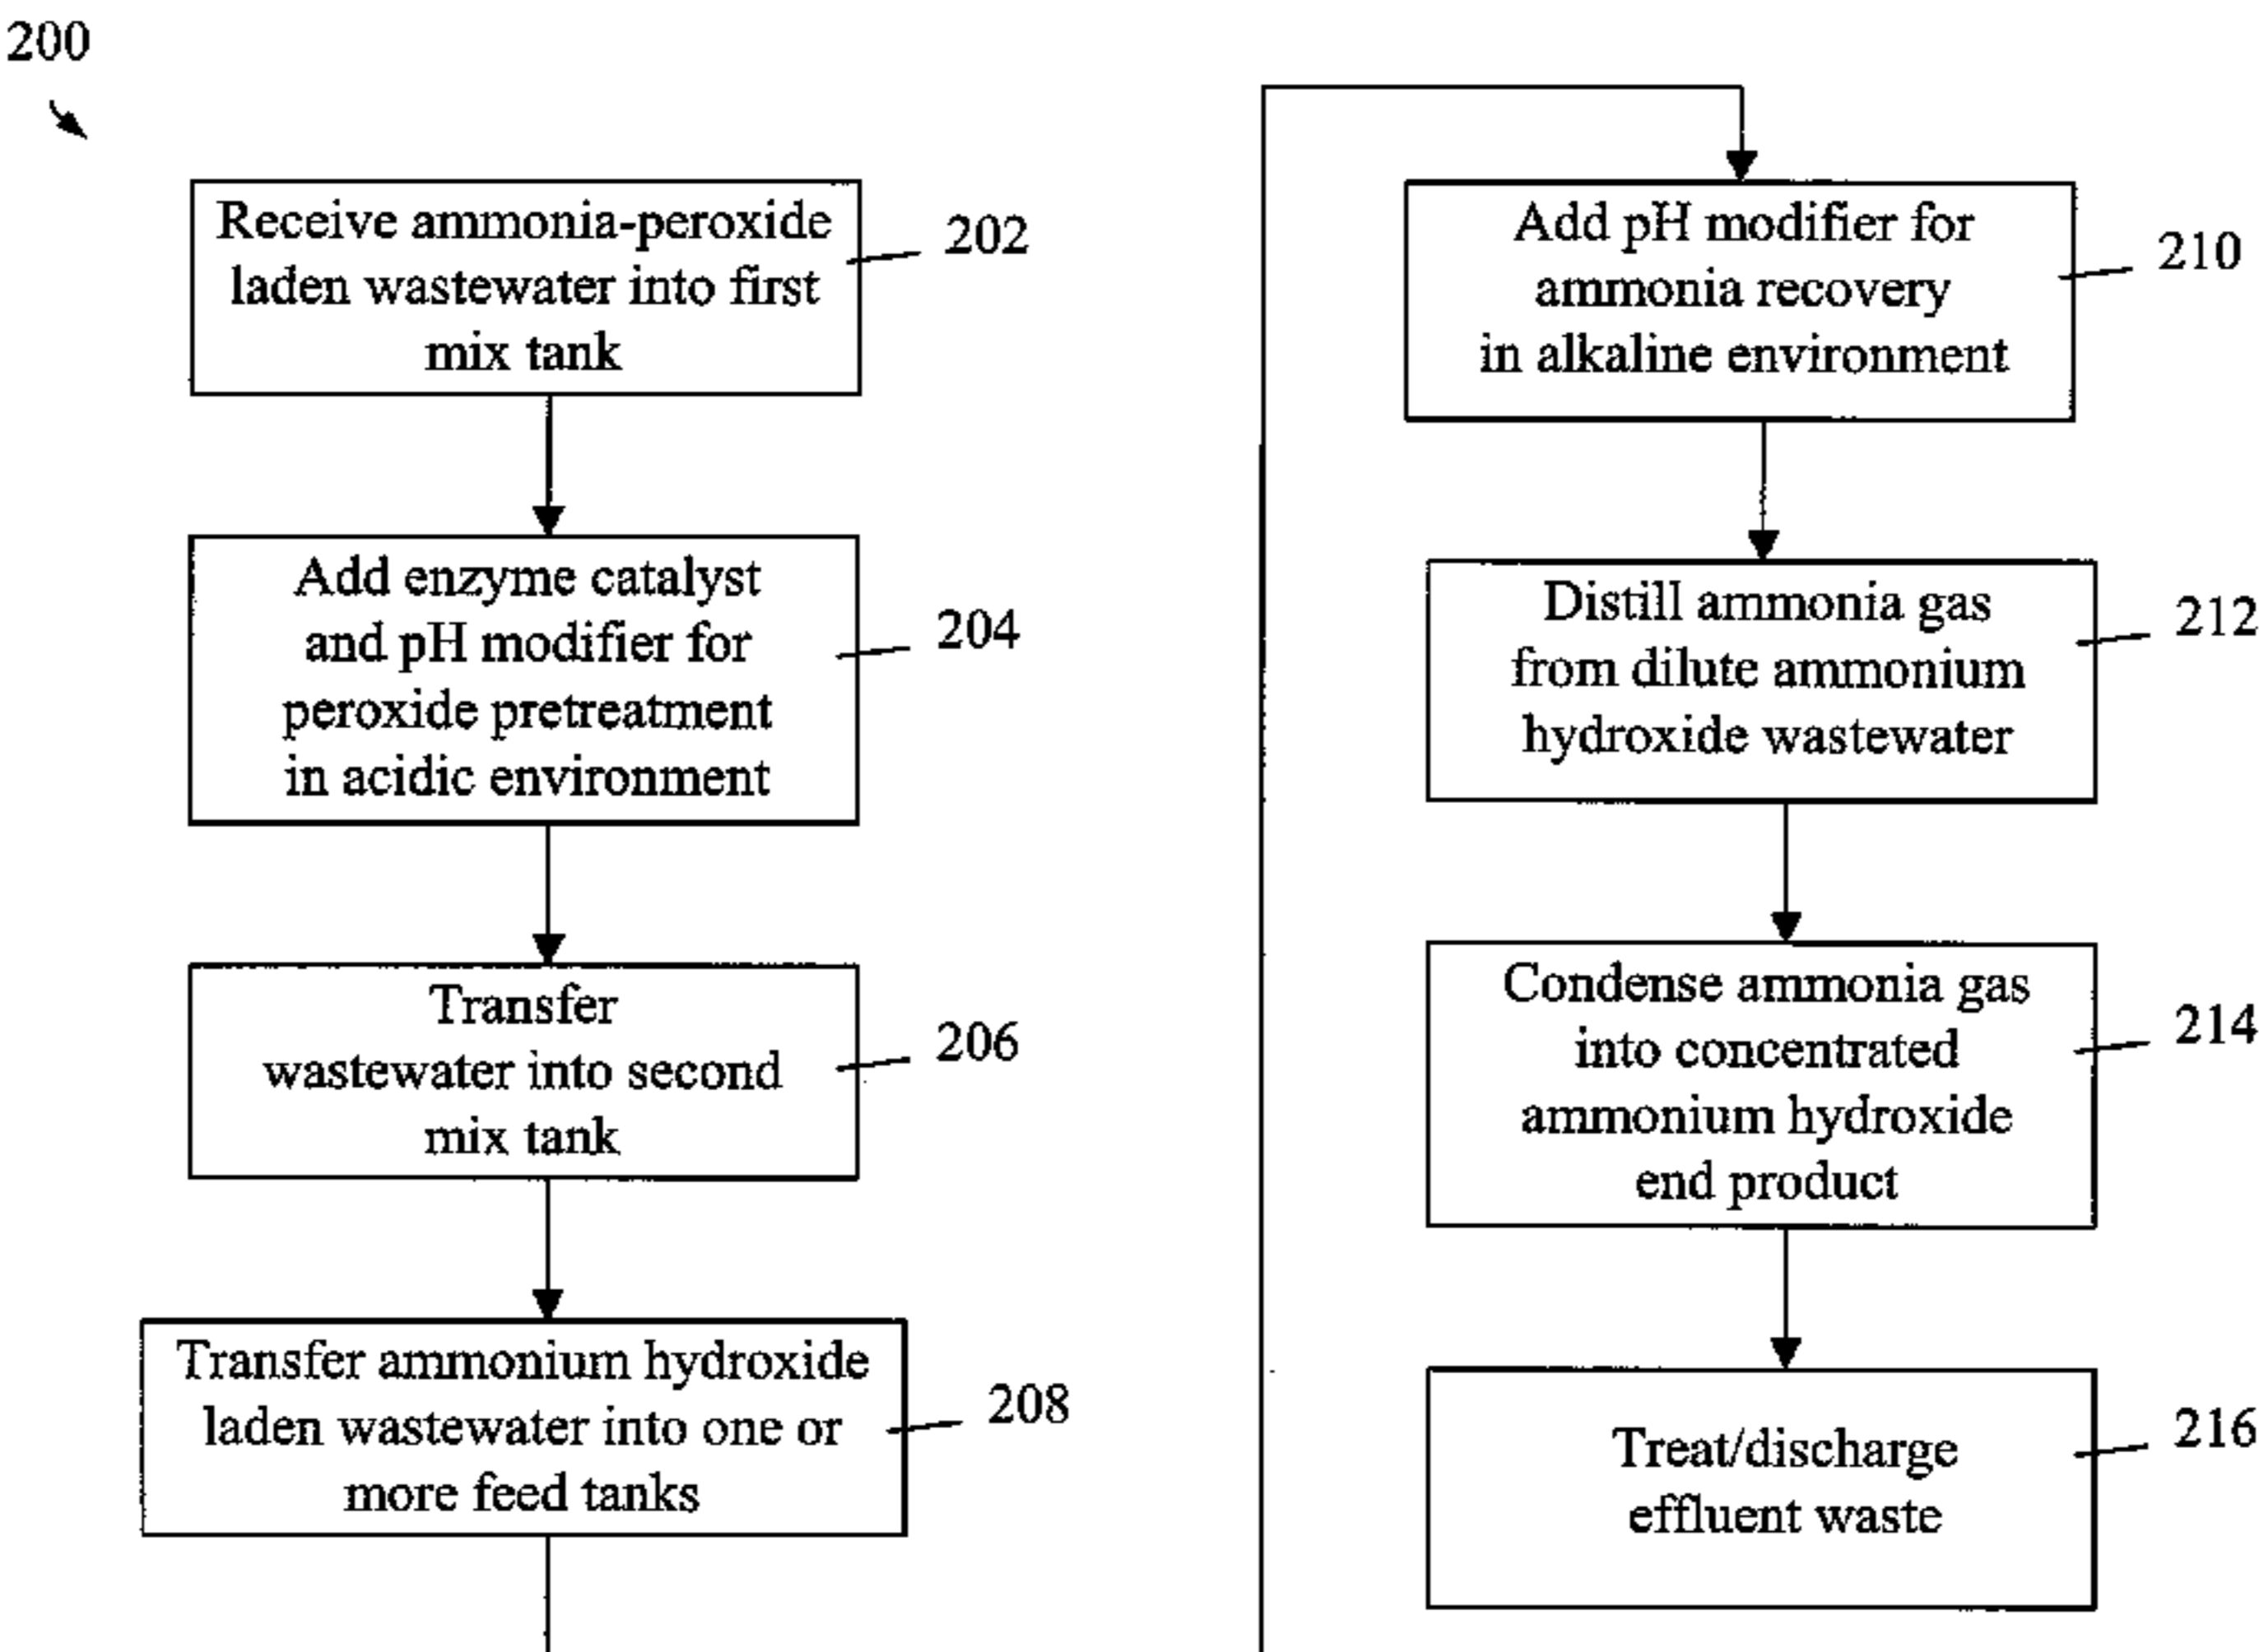 200
Receive ammonia-peroxide
laden wastewater into first
mix tank
202
Add enzyme catalyst
and pH modifier for
peroxide pretreatment
in acidic environment
204
Transfer
wastewater into second
mix tank
206
Transfer ammonium hydroxide
laden wastewater into one or
more feed tanks
208
Add pH modifier for
ammonia recovery
in alkaline environment
210
Distill ammonia gas
from dilute ammonium
hydroxide wastewater
212
Condense ammonia gas
into concentrated
ammonium hydroxide
end product
214
Treat/discharge
effluent waste
216